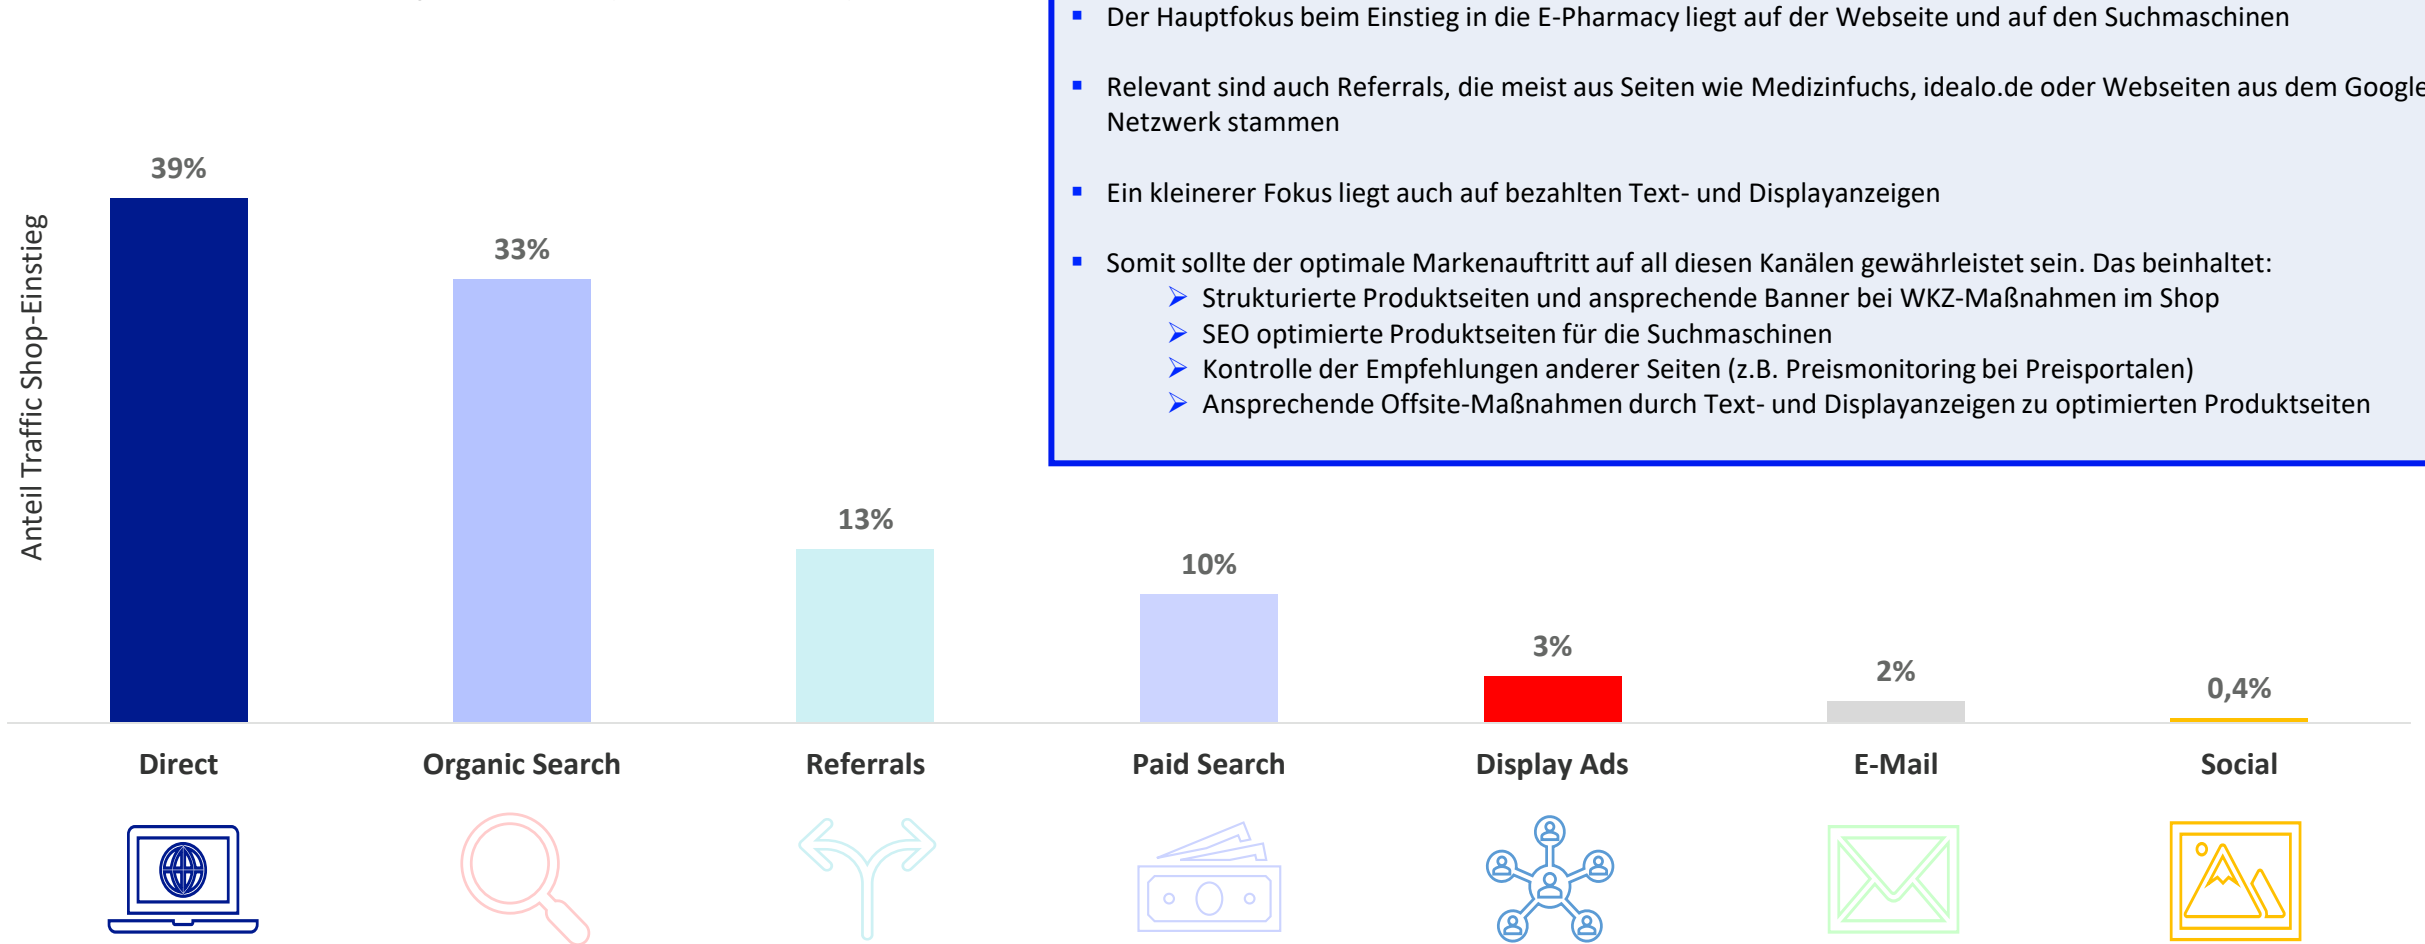 Der Hauptfokus beim Einstieg in die E-Pharmacy liegt auf der Webseite und auf den Suchmaschinen
Relevant sind auch Referrals, die meist aus Seiten wie Medizinfuchs, idealo.de oder Webseiten aus dem Google
Netzwerk stammen
Ein kleinerer Fokus liegt auch auf bezahlten Text- und Displayanzeigen
Somit sollte der optimale Markenauftritt auf all diesen Kanälen gewährleistet sein. Das beinhaltet:
Strukturierte Produktseiten und ansprechende Banner bei WKZ-Maßnahmen im Shop
SEO optimierte Produktseiten für die Suchmaschinen
Kontrolle der Empfehlungen anderer Seiten (z.B. Preismonitoring bei Preisportalen)
Ansprechende Offsite-Maßnahmen durch Text- und Displayanzeigen zu optimierten Produktseiten
Anteil Traffic Shop-Einstieg
39%
33%
13%
10%
3%
2%
0,4%
Direct
Organic Search
Referrals
Paid Search
Display Ads
E-Mail
Social